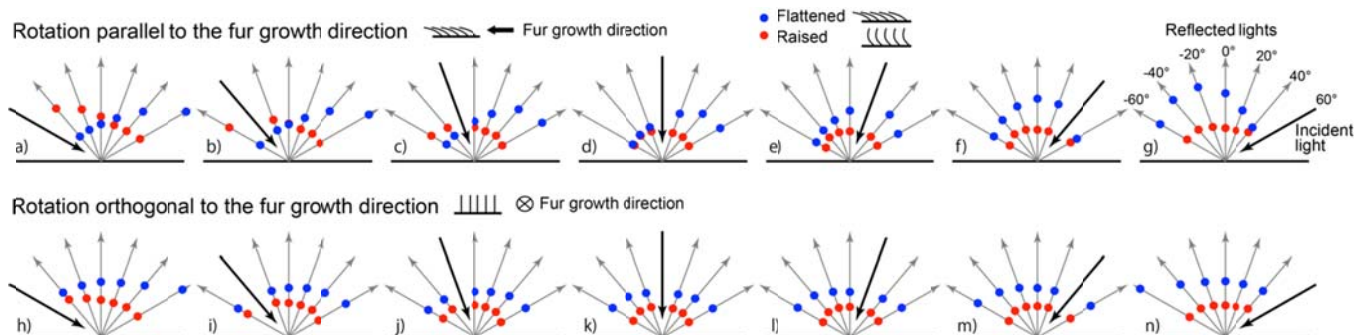 Rotation parallel to the fur growth direction
Fur growth direction
Flattened
Raised
Reflected lights
-60°
-40°
-20°
0°
20°
40°
60°
Incident
light
a)
b)
c)
d)
e)
f)
g)
Rotation orthogonal to the fur growth direction
Fur growth direction
h)
i)
j)
k)
l)
m)
n)